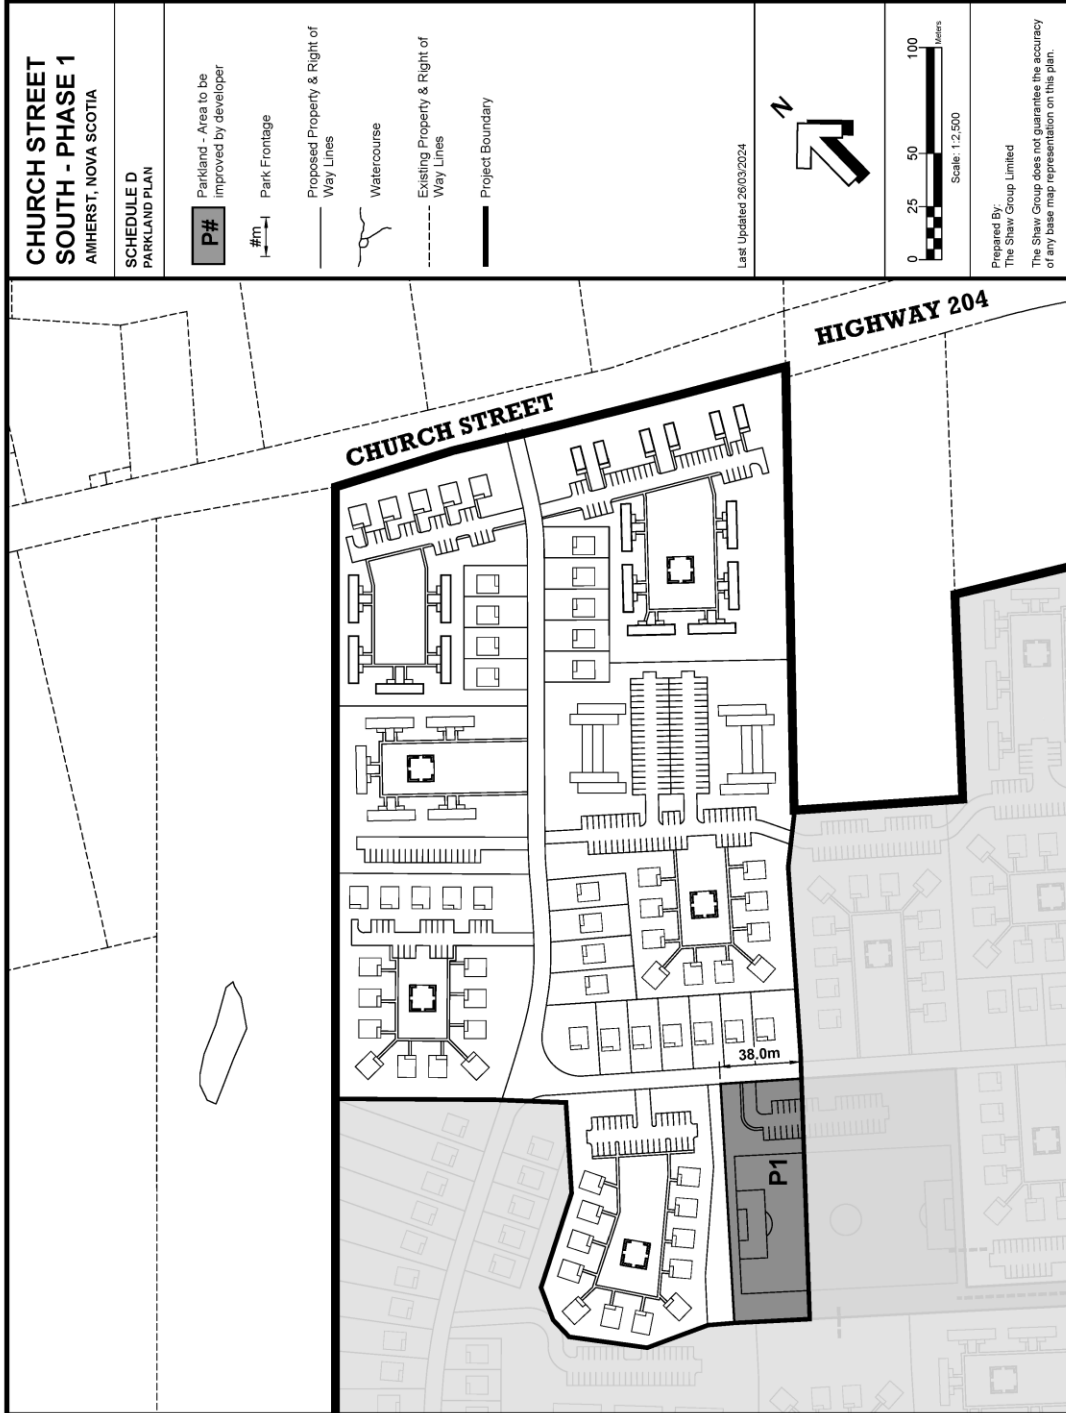 CHURCH STREET
SOUTH - PHASE 1
AMHERST, NOVA SCOTIA
SCHEDULE D
PARKLAND PLAN
P#
Parkland - Area to be
improved by developer
#m
Park Frontage
Proposed Property & Right of
Way Lines
Watercourse
Existing Property & Right of
Way Lines
Project Boundary
Last Updated 26/03/2024
N
0
25
50
100
Meters
Scale: 1:2,500
Prepared By:
The Shaw Group Limited
The Shaw Group does not guarantee the accuracy
of any base map representation on this plan.
HIGHWAY 204
CHURCH STREET
38.0m
P1